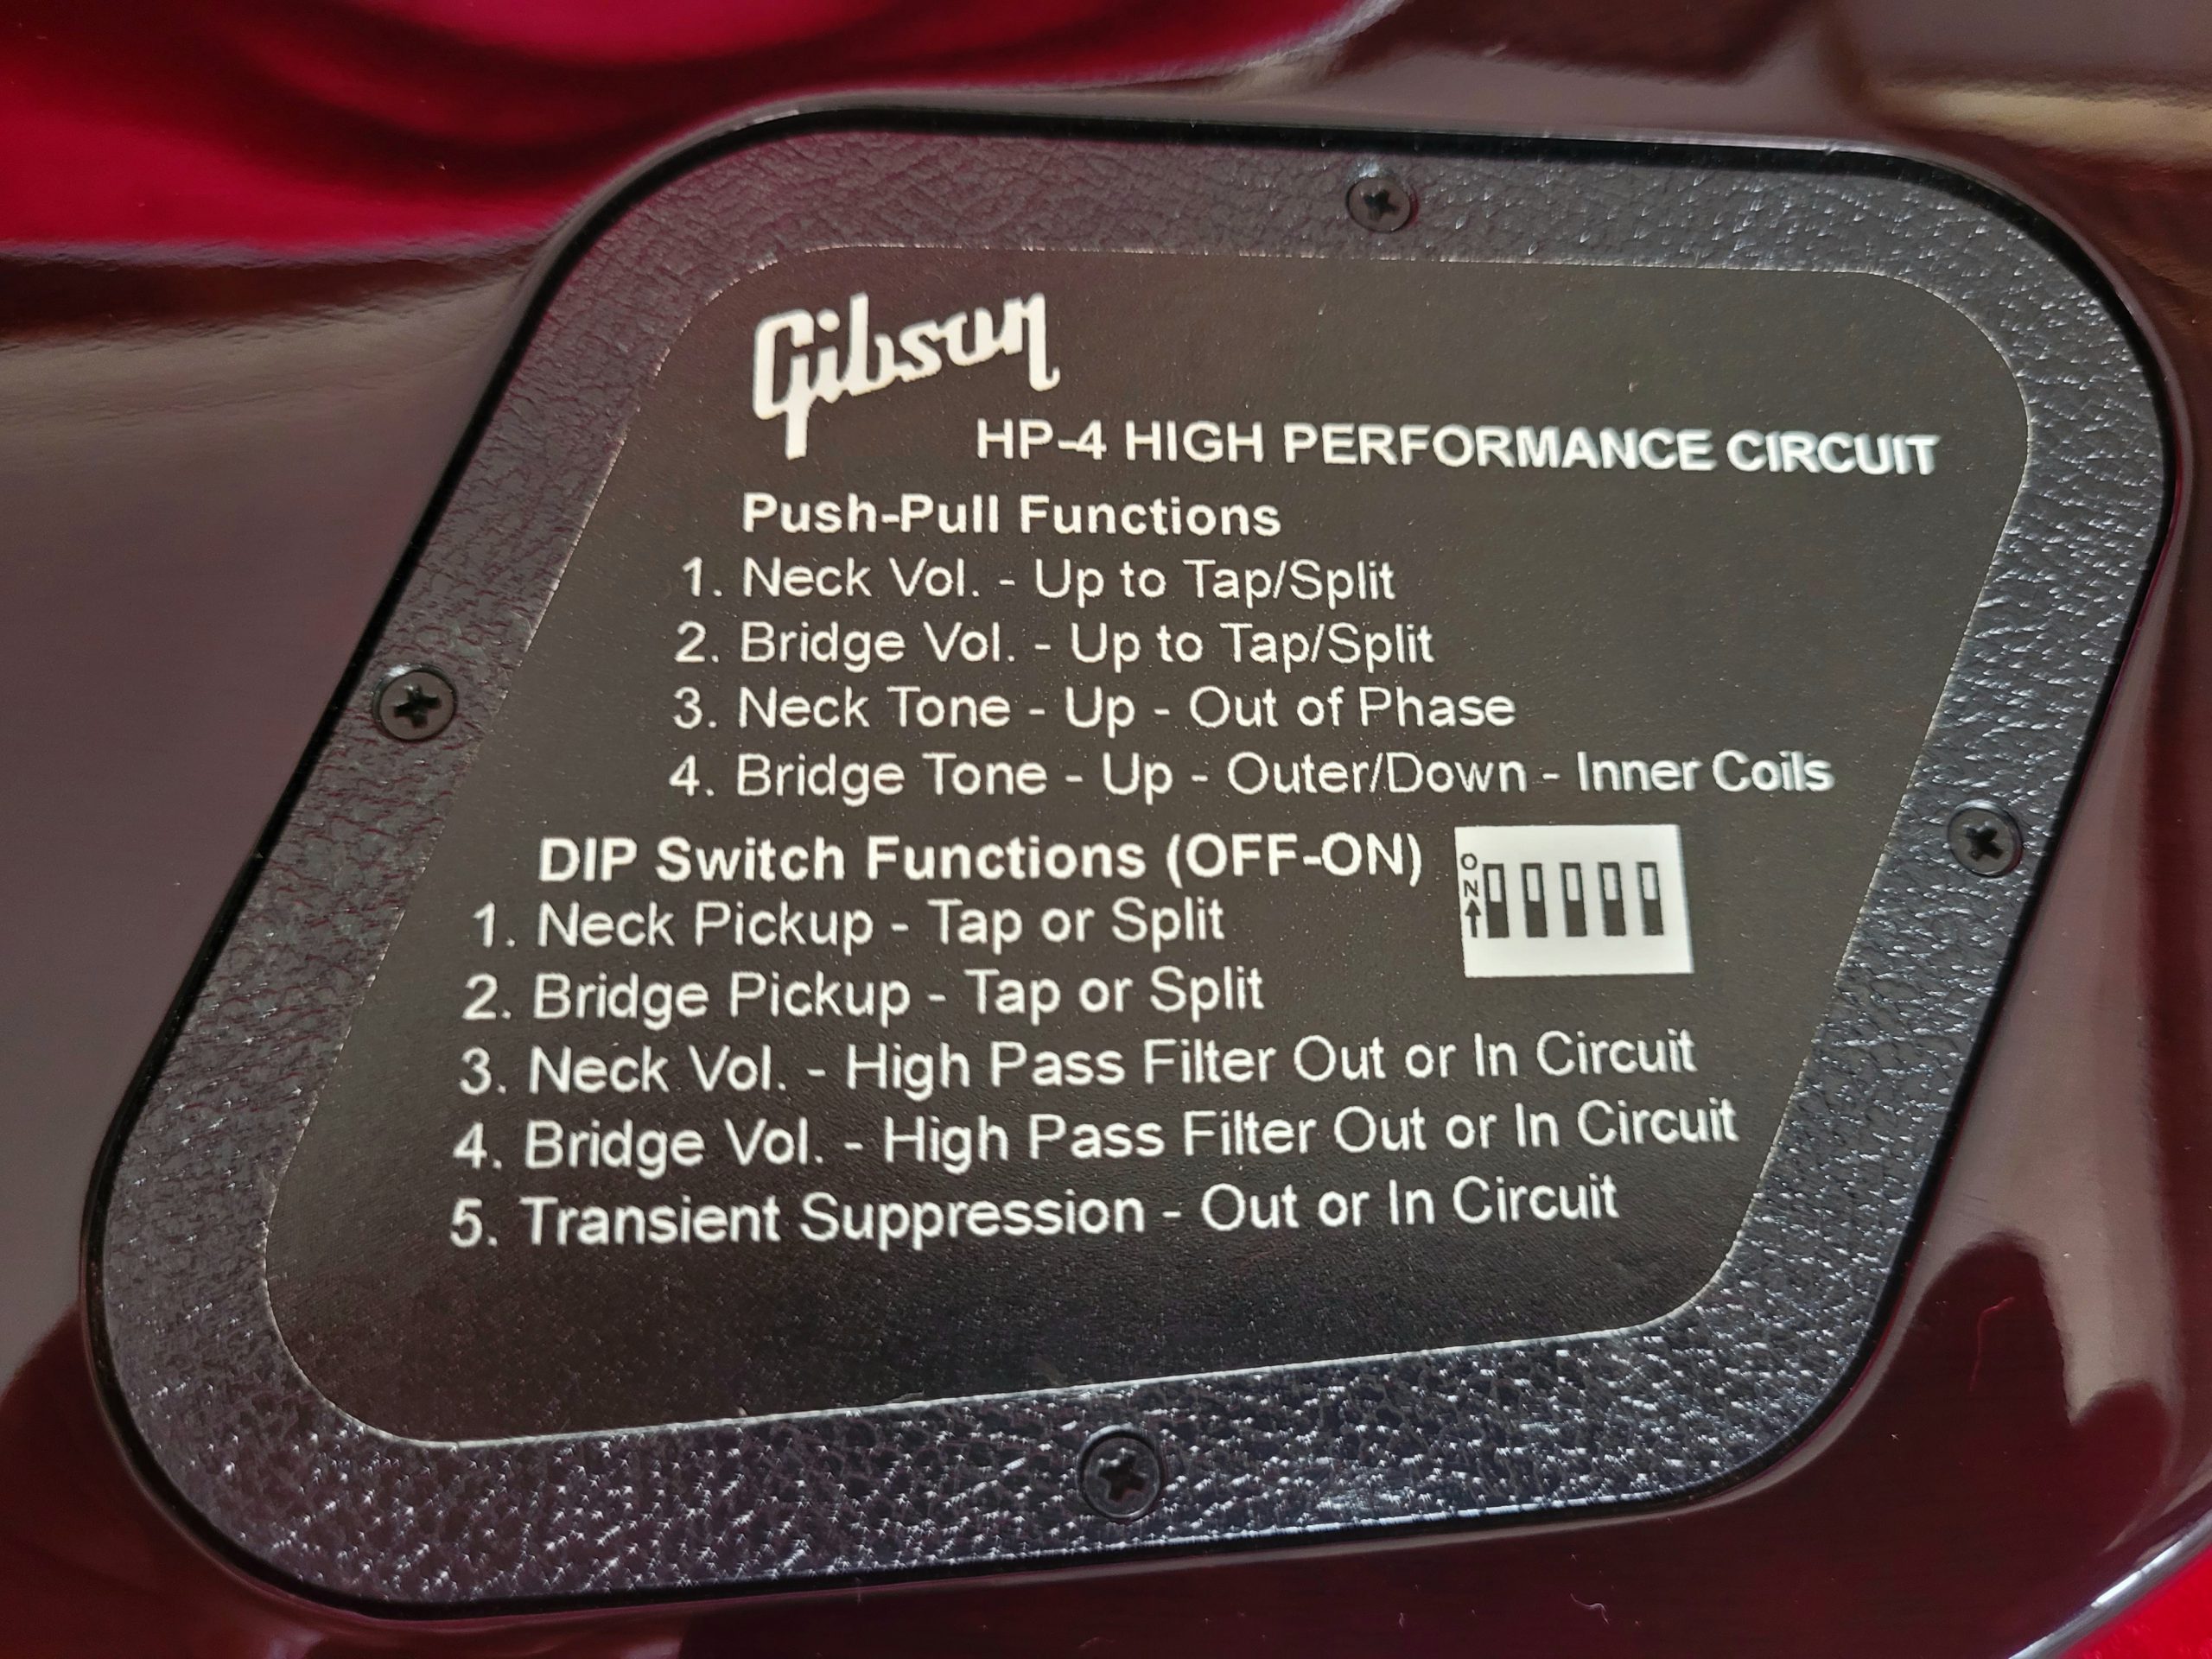 Gibson
HP-4 HIGH PERFORMANCE CIRCUIT
Push-Pull Functions
1. Neck Vol. - Up to Tap/Split
2. Bridge Vol. - Up to Tap/Split
3. Neck Tone - Up - Out of Phase
4. Bridge Tone - Up - Outer/Down - Inner Coils
DIP Switch Functions (OFF-ON)
ON
1. Neck Pickup - Tap or Split
2. Bridge Pickup - Tap or Split
3. Neck Vol. - High Pass Filter Out or In Circuit
4. Bridge Vol. - High Pass Filter Out or In Circuit
5. Transient Suppression - Out or In Circuit